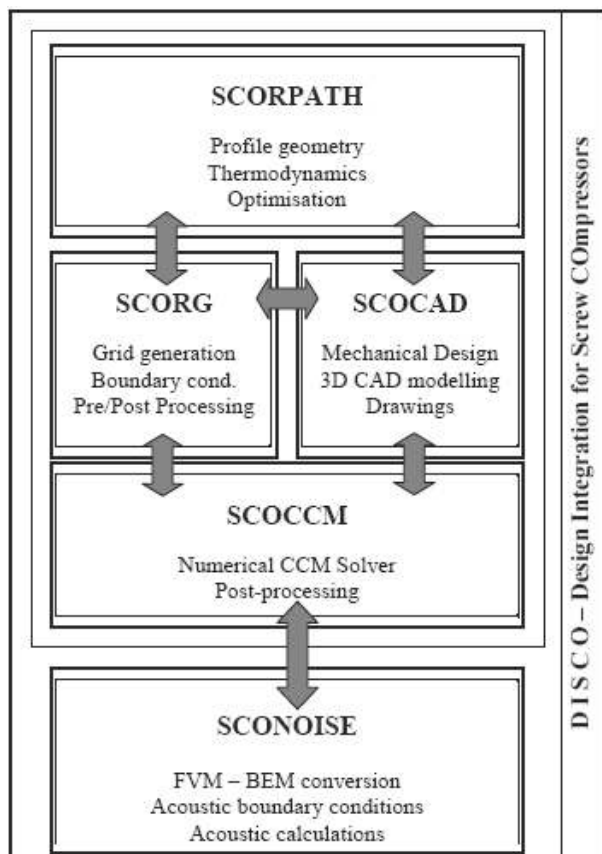 SCORPATH
Profile geometry
Thermodynamics
Optimisation
SCORG
Grid generation
Boundary cond.
Pre/Post Processing
SCOCAD
Mechanical Design
3D CAD modelling
Drawings
SCOCCM
Numerical CCM Solver
Post-processing
SCONOISE
FVM – BEM conversion
Acoustic boundary conditions
Acoustic calculations
D I S C O – Design Integration for Screw COmpressors